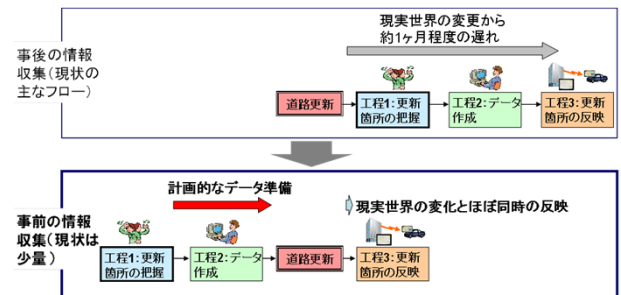 現実世界の変更から
約1ヶ月程度の遅れ
事後の情報
収集(現状の
主なフロー)
道路更新
工程1:更新
箇所の把握
工程2:データ
作成
工程3:更新
箇所の反映
計画的なデータ準備
現実世界の変化とほぼ同時の反映
事前の情報
収集(現状は
少量)
工程1:更新
箇所の把握
工程2:データ
作成
道路更新
工程3:更新
箇所の反映